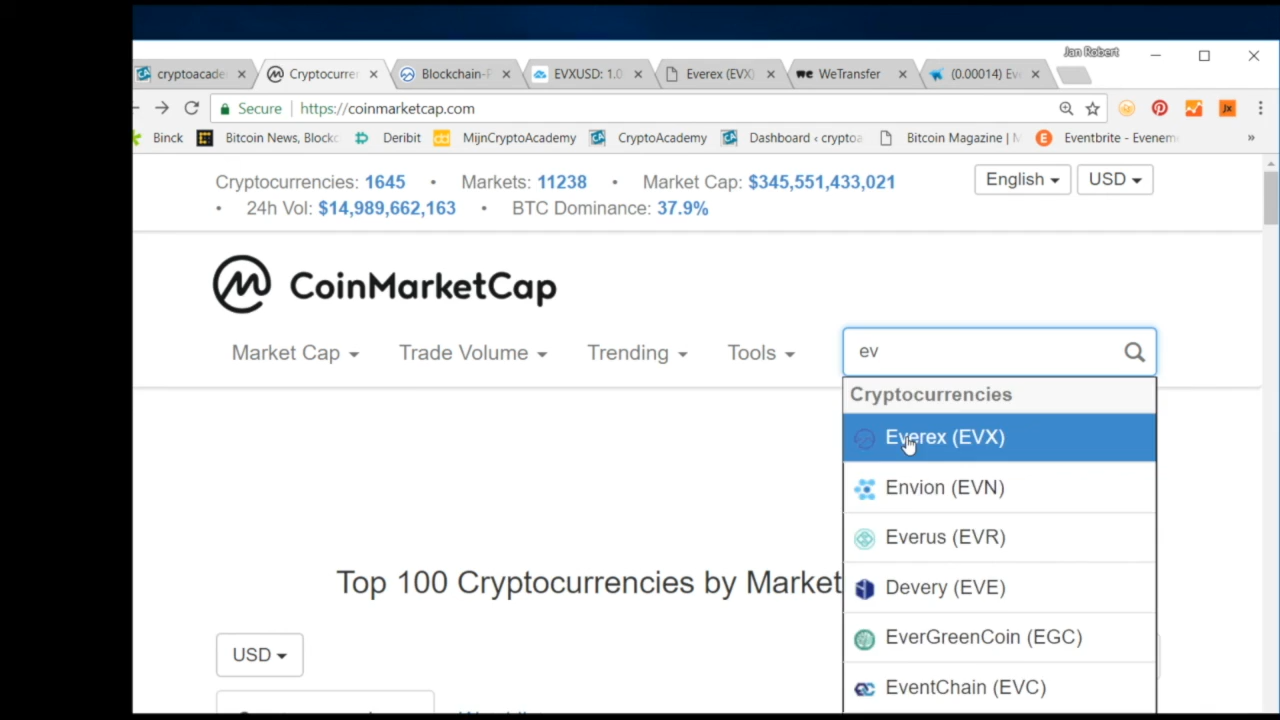 Jan Robert
cryptoacade Cryptocurre Blockchain- EVXUSD: 1.0 Everex (EVX) WeTransfer (0.00014) Ev
Secure https://coinmarketcap.com
Binck Bitcoin News, Blockc Deribit MijnCryptoAcademy CryptoAcademy Dashboard ‹ cryptoa Bitcoin Magazine | Eventbrite - Evenem »
Cryptocurrencies: 1645 • Markets: 11238 • Market Cap: $345,551,433,021
English USD
• 24h Vol: $14,989,662,163 • BTC Dominance: 37.9%
CoinMarketCap
Market Cap Trade Volume Trending Tools ev
Cryptocurrencies
Everex (EVX)
Envion (EVN)
Everus (EVR)
Devery (EVE)
EverGreenCoin (EGC)
EventChain (EVC)
Top 100 Cryptocurrencies by Market
USD